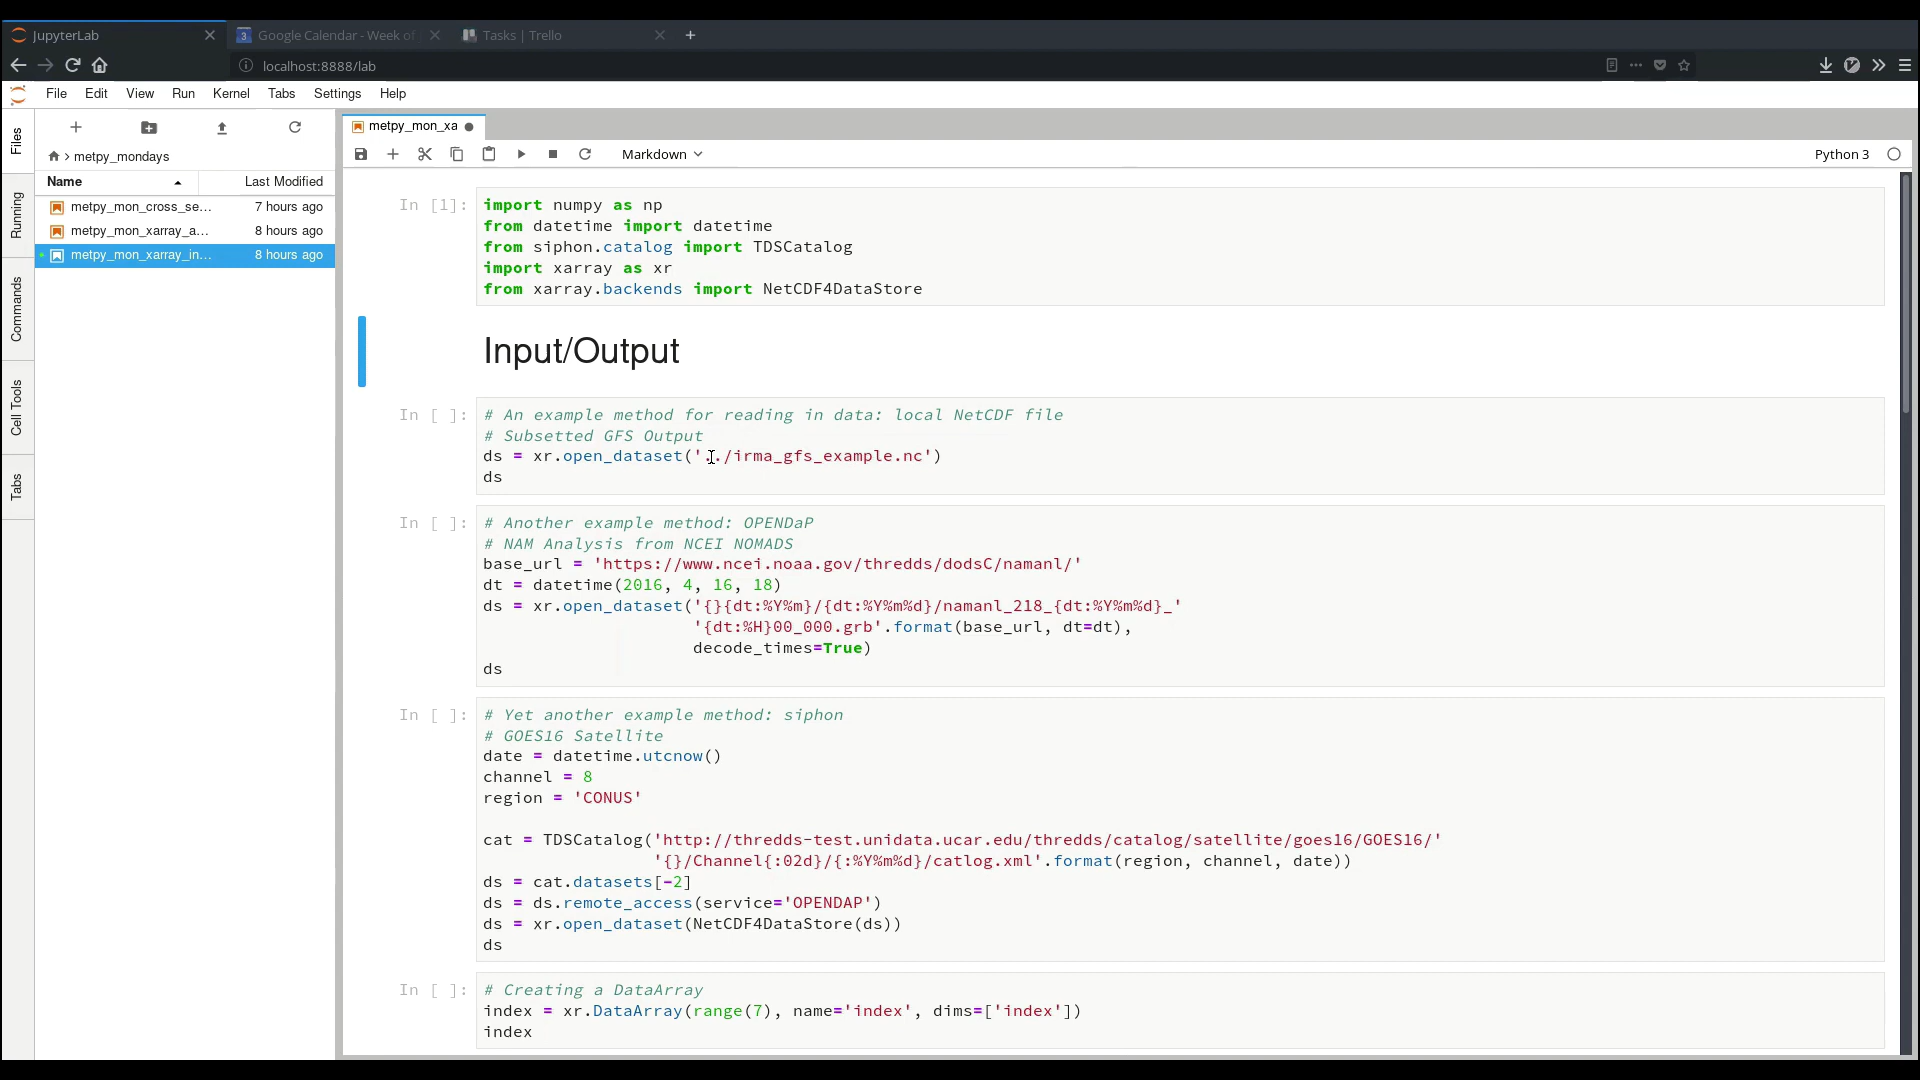 JupyterLab
Google Calendar - Week of
Tasks | Trello
localhost:8888/lab
File Edit View Run Kernel Tabs Settings Help
Files
Running
Commands
Cell Tools
Tabs
metpy_mondays
Name Last Modified
metpy_mon_cross_se... 7 hours ago
metpy_mon_xarray_a... 8 hours ago
metpy_mon_xarray_in... 8 hours ago
metpy_mon_xa
Markdown
Python 3
In [1]:
import numpy as np
from datetime import datetime
from siphon.catalog import TDSCatalog
import xarray as xr
from xarray.backends import NetCDF4DataStore
Input/Output
In [ ]:
# An example method for reading in data: local NetCDF file
# Subsetted GFS Output
ds = xr.open_dataset('../irma_gfs_example.nc')
ds
In [ ]:
# Another example method: OPENDaP
# NAM Analysis from NCEI NOMADS
base_url = 'https://www.ncei.noaa.gov/thredds/dodsC/namanl/'
dt = datetime(2016, 4, 16, 18)
ds = xr.open_dataset('{}{dt:%Y%m}/{dt:%Y%m%d}/namanl_218_{dt:%Y%m%d}_'
'{dt:%H}00_000.grb'.format(base_url, dt=dt),
decode_times=True)
ds
In [ ]:
# Yet another example method: siphon
# GOES16 Satellite
date = datetime.utcnow()
channel = 8
region = 'CONUS'
cat = TDSCatalog('http://thredds-test.unidata.ucar.edu/thredds/catalog/satellite/goes16/GOES16/'
'{}/Channel{:02d}/{:%Y%m%d}/catlog.xml'.format(region, channel, date))
ds = cat.datasets[-2]
ds = ds.remote_access(service='OPENDAP')
ds = xr.open_dataset(NetCDF4DataStore(ds))
ds
In [ ]:
# Creating a DataArray
index = xr.DataArray(range(7), name='index', dims=['index'])
index